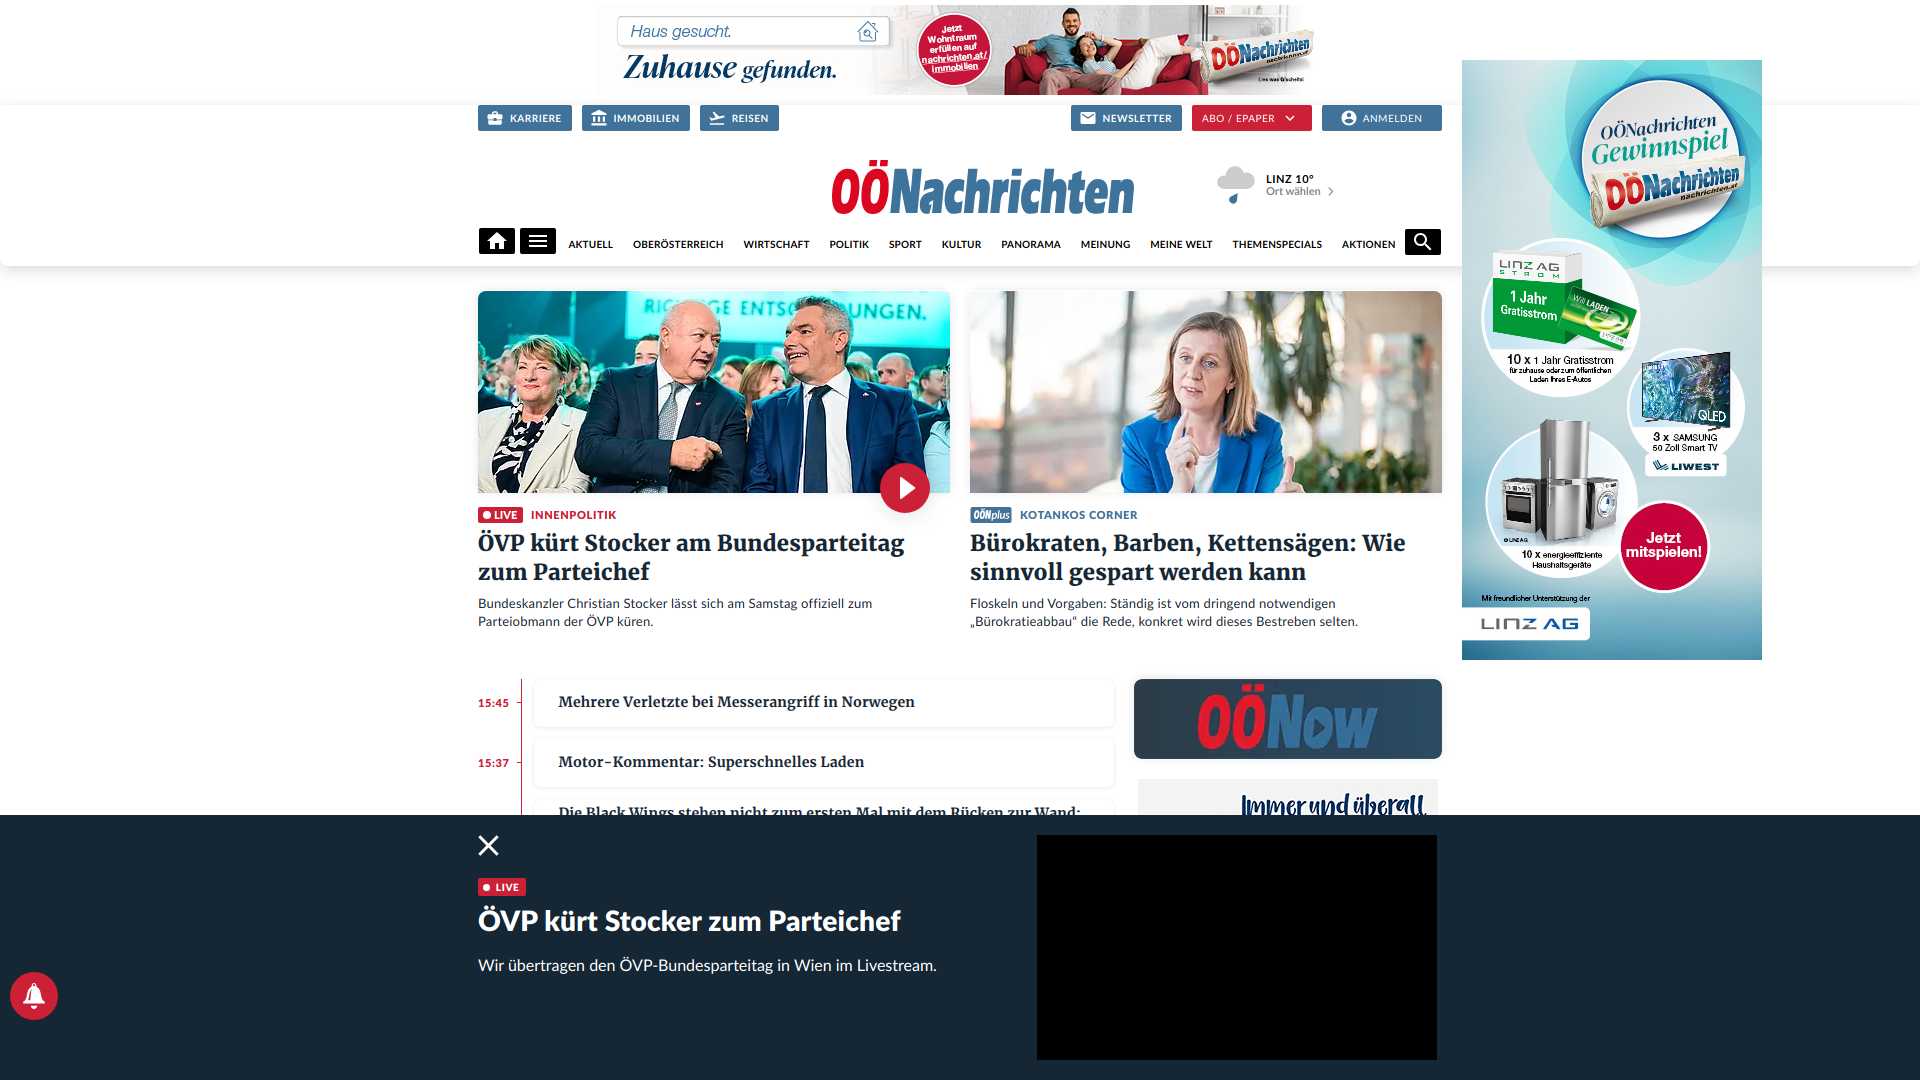 Haus gesucht.
Zuhause gefunden.
Jetzt
Wohntraum
erfüllen auf
nachrichten.at/
immobilien
OÖNachrichten
KARRIERE
IMMOBILIEN
REISEN
NEWSLETTER
ABO / EPAPER
ANMELDEN
OÖNachrichten
LINZ 10°
Ort wählen
AKTUELL
OBERÖSTERREICH
WIRTSCHAFT
POLITIK
SPORT
KULTUR
PANORAMA
MEINUNG
MEINE WELT
THEMENSPECIALS
AKTIONEN
LIVE INNENPOLITIK
ÖVP kürt Stocker am Bundesparteitag
zum Parteichef
Bundeskanzler Christian Stocker lässt sich am Samstag offiziell zum
Parteiobmann der ÖVP küren.
OÖNplus KOTANKOS CORNER
Bürokraten, Barben, Kettensägen: Wie
sinnvoll gespart werden kann
Floskeln und Vorgaben: Ständig ist vom dringend notwendigen
„Bürokratieabbau“ die Rede, konkret wird dieses Bestreben selten.
OÖNachrichten
Gewinnspiel
OÖNachrichten
nachrichten.at
LINZ AG
STROM
1 Jahr
Gratisstrom
Will LADEN
10 x 1 Jahr Gratisstrom
für zuhause oder zum öffentlichen
Laden Ihres E-Autos
QLED
3 x SAMSUNG
50 Zoll Smart TV
LIWEST
© LINZ AG
10 x energieeffiziente
Haushaltsgeräte
Jetzt
mitspielen!
Mit freundlicher Unterstützung der
LINZ AG
15:45 Mehrere Verletzte bei Messerangriff in Norwegen
15:37 Motor-Kommentar: Superschnelles Laden
Die Black Wings stehen nicht zum ersten Mal mit dem Rücken zur Wand:
OÖNow
Immer und überall
LIVE
ÖVP kürt Stocker zum Parteichef
Wir übertragen den ÖVP-Bundesparteitag in Wien im Livestream.